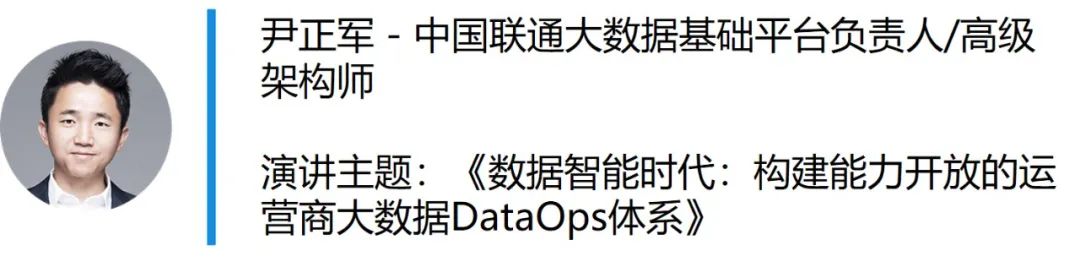 尹正军 - 中国联通大数据基础平台负责人/高级
架构师
演讲主题：《数据智能时代：构建能力开放的运
营商大数据DataOps体系》